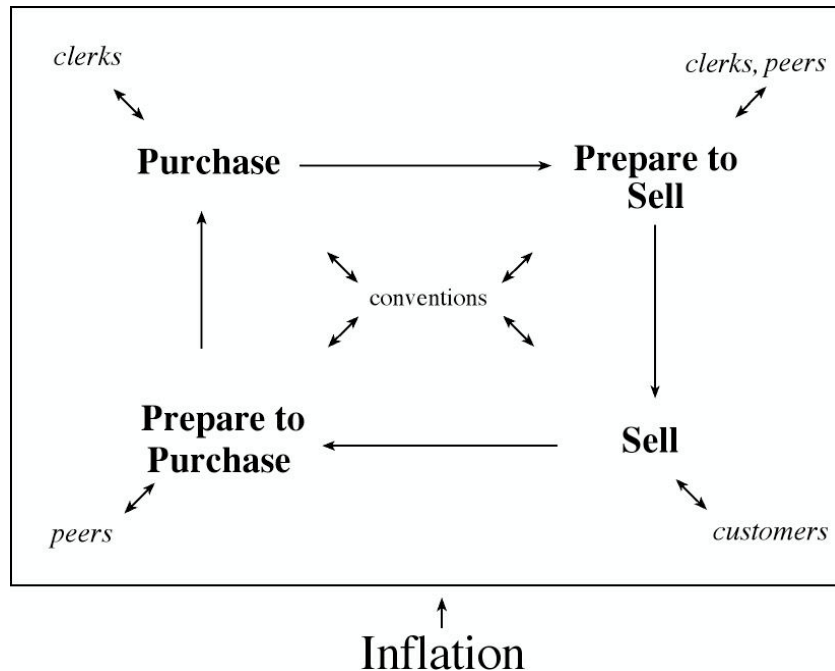 clerks
clerks, peers
Purchase
Prepare to
Sell
conventions
Prepare to
Purchase
Sell
peers
customers
Inflation